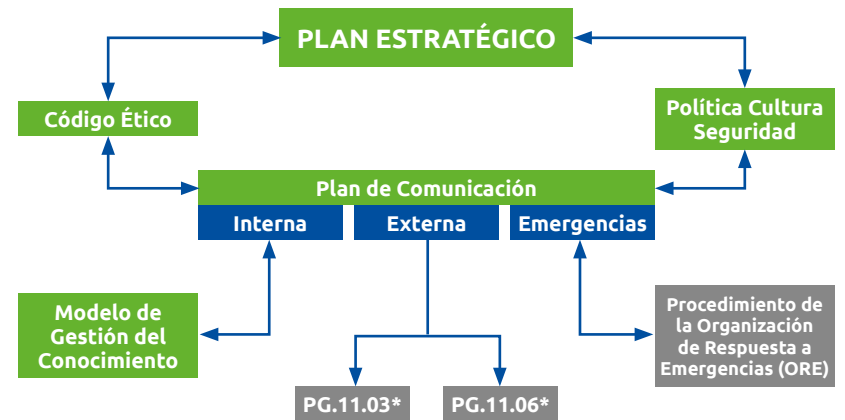 PLAN ESTRATÉGICO
Código Ético
Política Cultura
Seguridad
Plan de Comunicación
Interna
Externa
Emergencias
Modelo de
Gestión del
Conocimiento
Procedimiento de
la Organización
de Respuesta a
Emergencias (ORE)
PG.11.03*
PG.11.06*